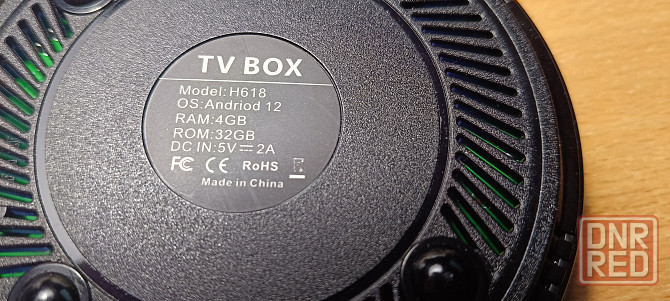 TV BOX
Model:H618
OS:Andriod 12
RAM:4GB
ROM:32GB
DC IN:5V⎓2A
FC CE RoHS
Made in China
DNR
RED